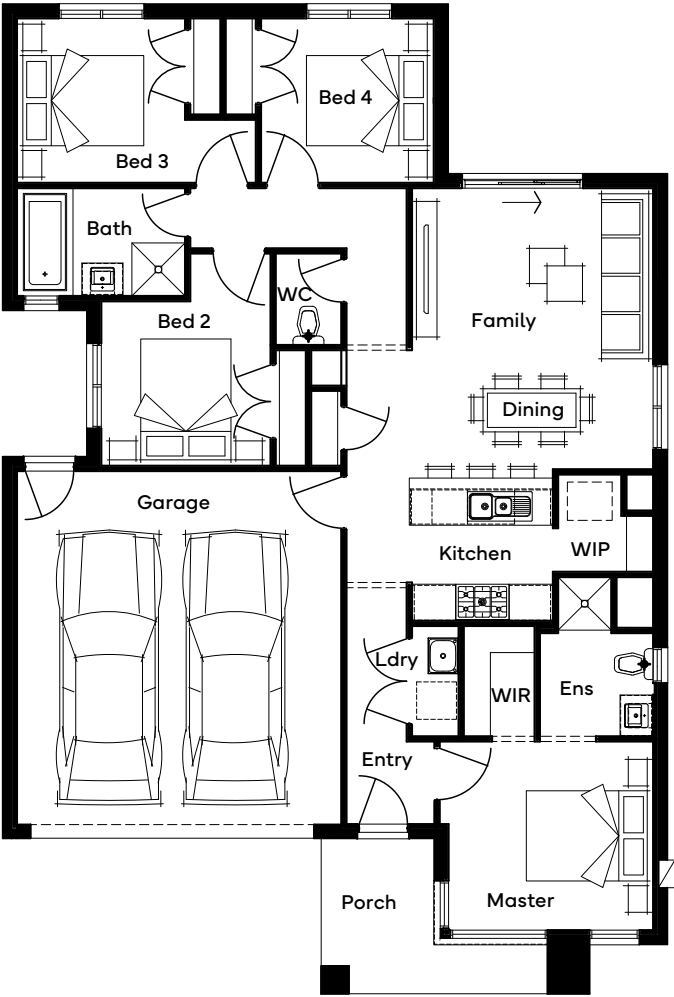 Bed 4
Bed 3
Bath
WC
Bed 2
Family
Dining
Garage
Kitchen
WIP
Ldry
WIR
Ens
Entry
Porch
Master